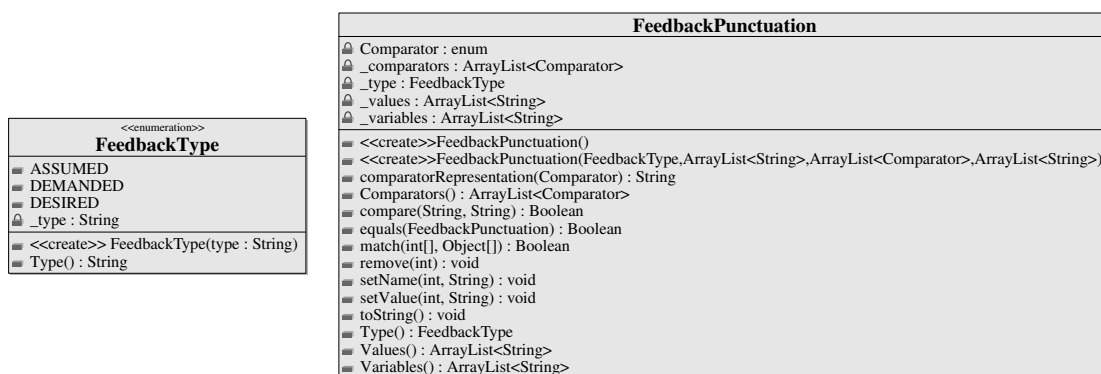 <<enumeration>>
FeedbackType
ASSUMED
DEMANDED
DESIRED
_type : String
<<create>> FeedbackType(type : String)
Type() : String
FeedbackPunctuation
Comparator : enum
_comparators : ArrayList<Comparator>
_type : FeedbackType
_values : ArrayList<String>
_variables : ArrayList<String>
<<create>>FeedbackPunctuation()
<<create>>FeedbackPunctuation(FeedbackType,ArrayList<String>,ArrayList<Comparator>,ArrayList<String>)
comparatorRepresentation(Comparator) : String
Comparators() : ArrayList<Comparator>
compare(String, String) : Boolean
equals(FeedbackPunctuation) : Boolean
match(int[], Object[]) : Boolean
remove(int) : void
setName(int, String) : void
setValue(int, String) : void
toString() : void
Type() : FeedbackType
Values() : ArrayList<String>
Variables() : ArrayList<String>